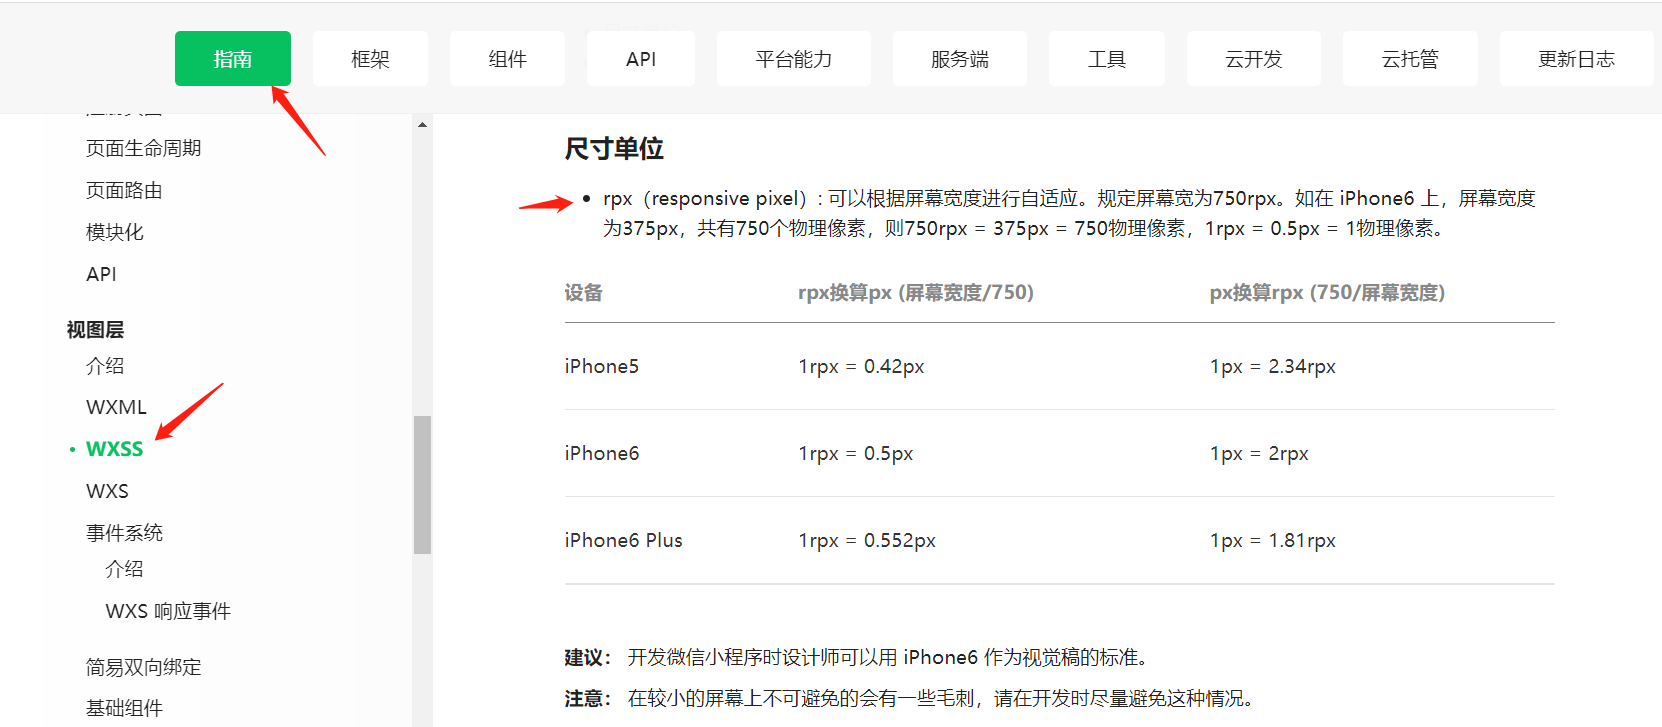 指南
框架
组件
API
平台能力
服务端
工具
云开发
云托管
更新日志
页面生命周期
页面路由
模块化
API
视图层
介绍
WXML
WXSS
WXS
事件系统
介绍
WXS 响应事件
简易双向绑定
基础组件
尺寸单位
rpx（responsive pixel）: 可以根据屏幕宽度进行自适应。规定屏幕宽为750rpx。如在 iPhone6 上，屏幕宽度
为375px，共有750个物理像素，则750rpx = 375px = 750物理像素，1rpx = 0.5px = 1物理像素。
设备 rpx换算px (屏幕宽度/750) px换算rpx (750/屏幕宽度)
iPhone5 1rpx = 0.42px 1px = 2.34rpx
iPhone6 1rpx = 0.5px 1px = 2rpx
iPhone6 Plus 1rpx = 0.552px 1px = 1.81rpx
建议： 开发微信小程序时设计师可以用 iPhone6 作为视觉稿的标准。
注意： 在较小的屏幕上不可避免的会有一些毛刺，请在开发时尽量避免这种情况。